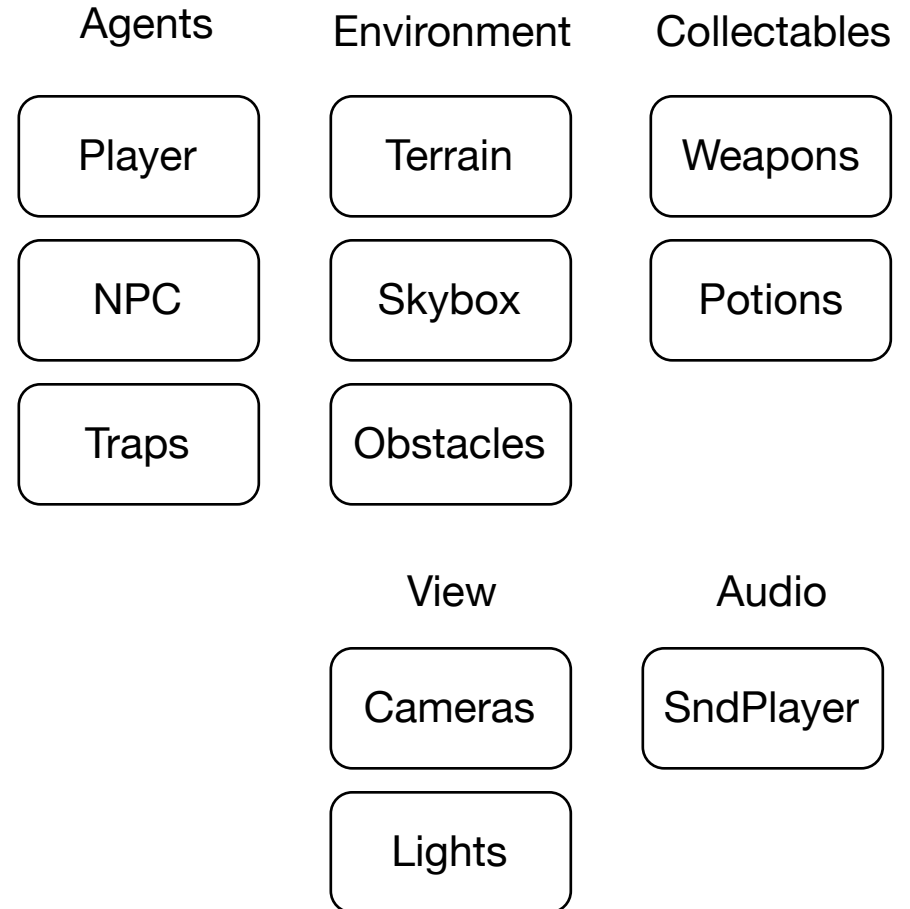 Agents
Environment
Collectables
Player
Terrain
Weapons
NPC
Skybox
Potions
Traps
Obstacles
View
Audio
Cameras
SndPlayer
Lights